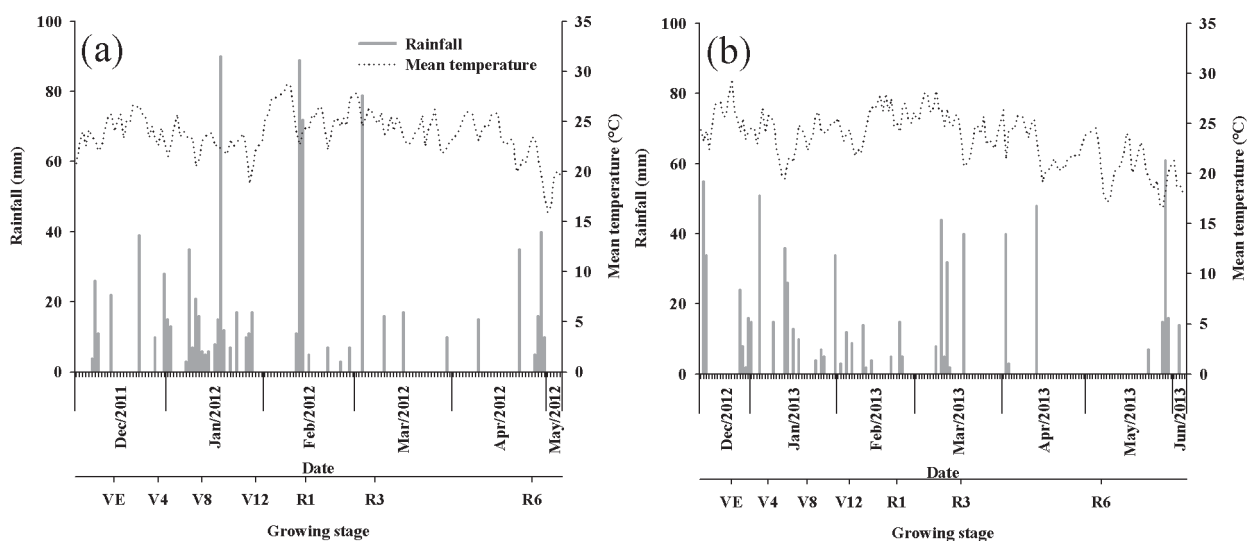 (a)
Rainfall
Mean temperature
Rainfall (mm)
100
80
60
40
20
0
35
30
25
20
15
10
5
0
Mean temperature (°C)
Dec/2011
Jan/2012
Feb/2012
Mar/2012
Apr/2012
May/2012
Date
VE V4 V8 V12 R1 R3 R6
Growing stage
(b)
Rainfall (mm)
100
80
60
40
20
0
35
30
25
20
15
10
5
0
Mean temperature (°C)
Dec/2012
Jan/2013
Feb/2013
Mar/2013
Apr/2013
May/2013
Jun/2013
Date
VE V4 V8 V12 R1 R3 R6
Growing stage